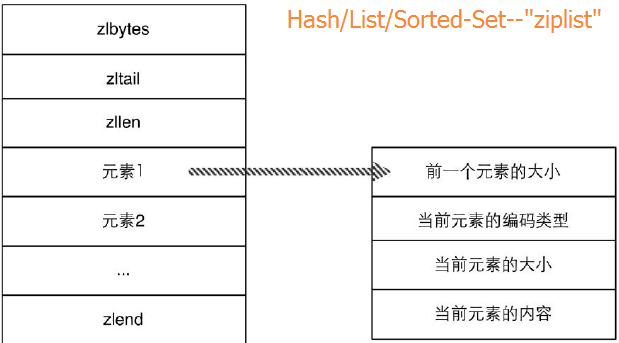 Hash/List/Sorted-Set--"ziplist"
zlbytes
zltail
zllen
元素1
元素2
...
zlend
前一个元素的大小
当前元素的编码类型
当前元素的大小
当前元素的内容